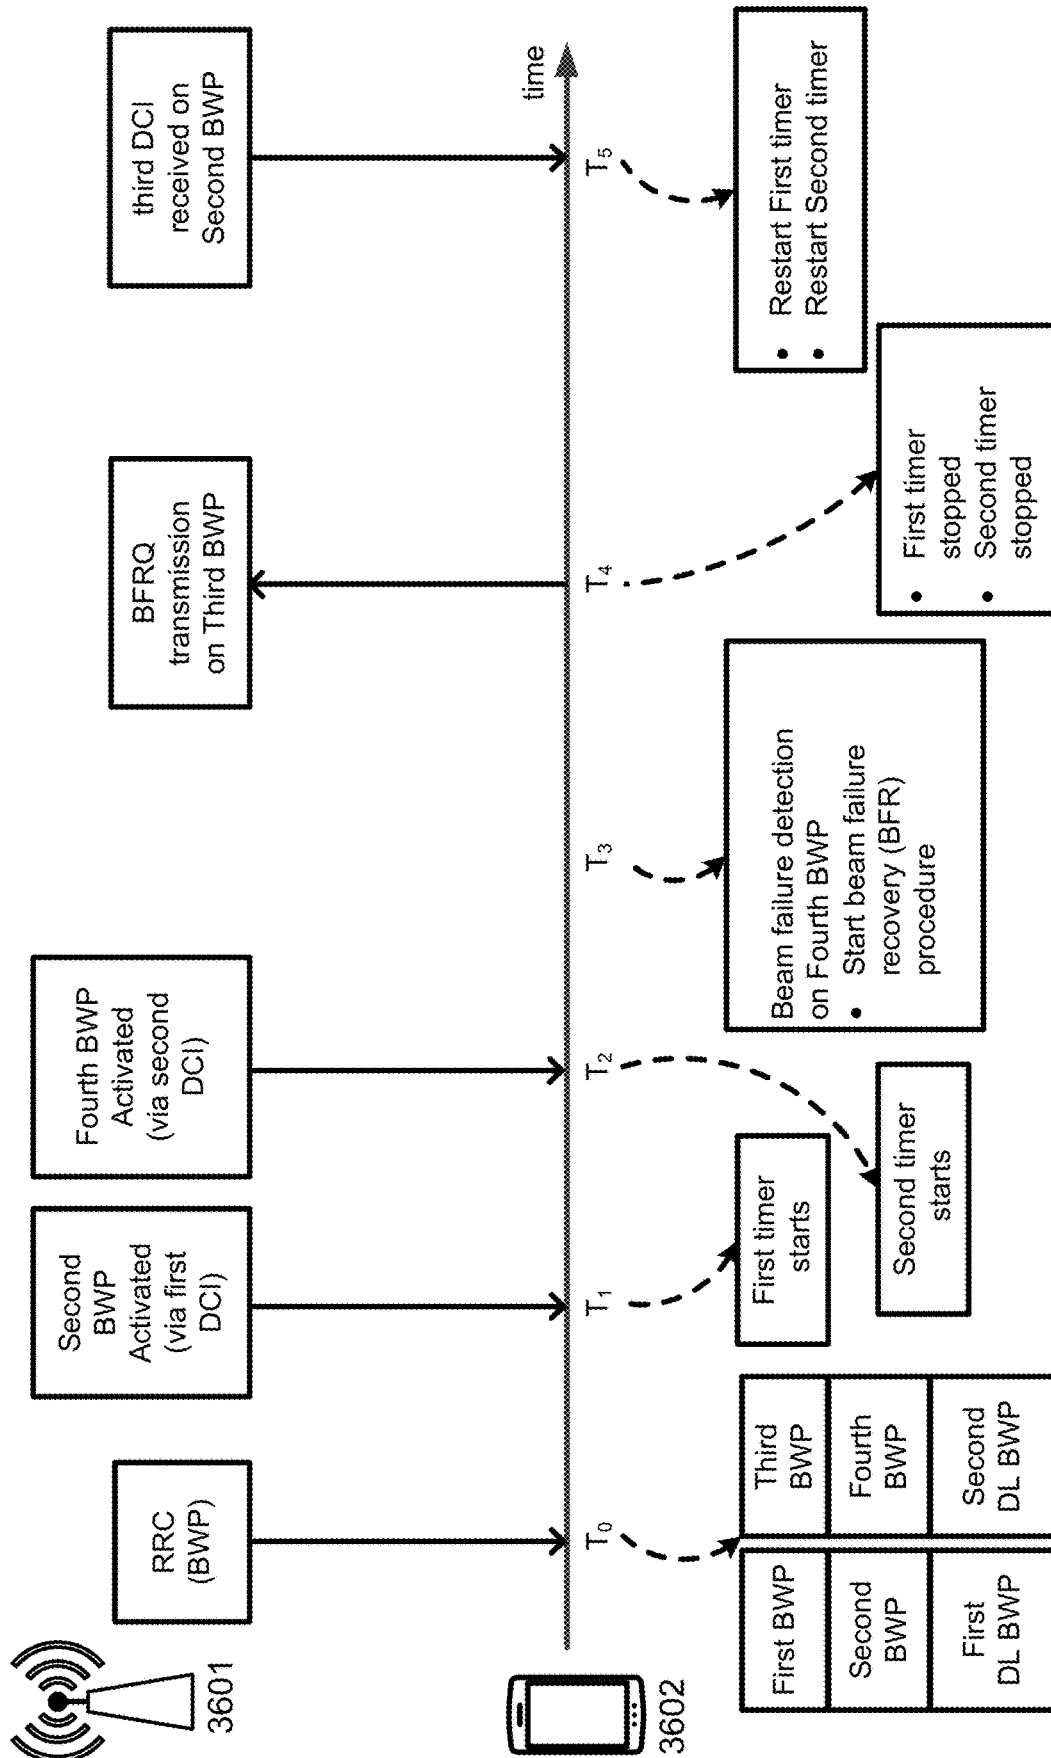 3601
RRC
(BWP)
Second
BWP
Activated
(via first
DCI)
Fourth BWP
Activated
(via second
DCI)
BFRQ
transmission
on Third BWP
third DCI
received on
Second BWP
time
3602
T0
T1
T2
T3
T4
T5
First BWP
Third
BWP
Second
BWP
Fourth
BWP
First
DL BWP
Second
DL BWP
First timer
starts
Second timer
starts
Beam failure detection
on Fourth BWP
• Start beam failure
recovery (BFR)
procedure
• First timer
stopped
• Second timer
stopped
• Restart First timer
• Restart Second timer